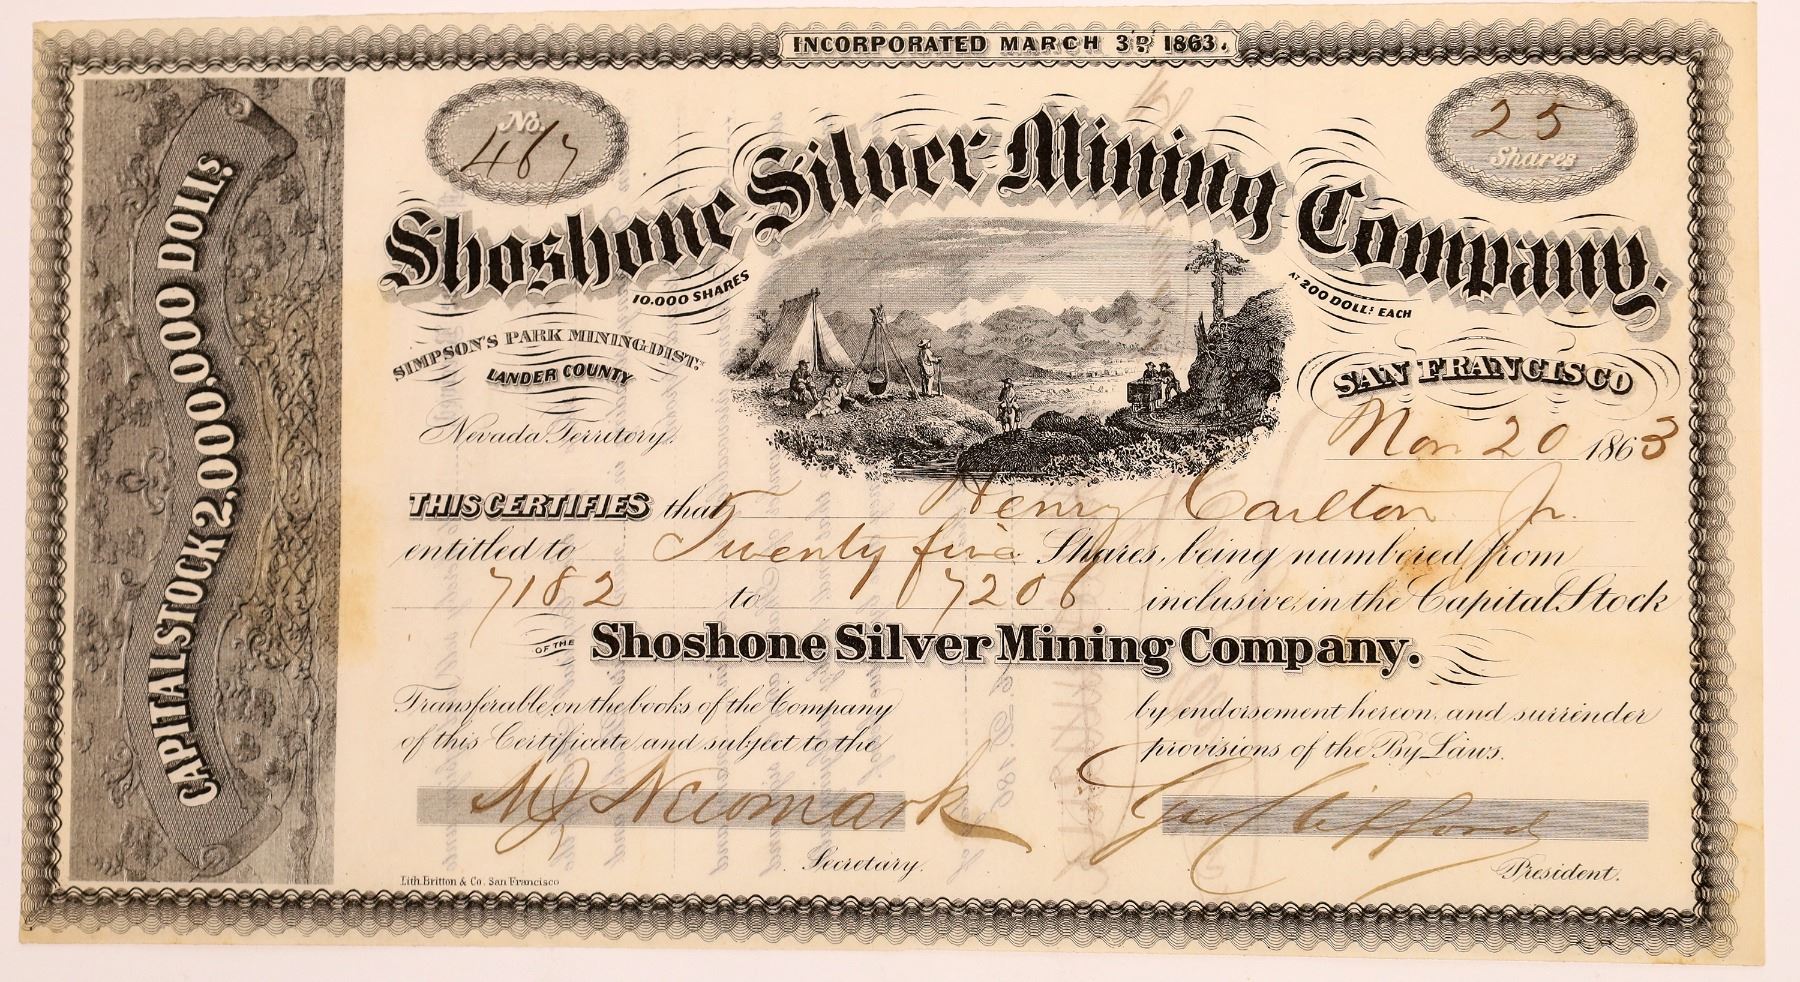 INCORPORATED MARCH 3D 1863.
CAPITAL STOCK 2,000,000 DOLLS
No. 467
25 Shares
Shoshone Silver Mining Company.
10.000 SHARES
AT 200 DOLLS EACH
SIMPSON'S PARK MINING DIST.
LANDER COUNTY
Nevada Territory.
SAN FRANCISCO
Nov 20 1863
THIS CERTIFIES that Henry Carlton Jr.
entitled to Twenty five Shares, being numbered from
7182 to 7206 inclusive, in the Capital Stock
OF THE Shoshone Silver Mining Company.
Transferable on the books of the Company by endorsement hereon, and surrender
of this Certificate and subject to the provisions of the By Laws.
M J Newmark
Secretary.
Clifford
President.
Lith. Britton & Co. San Francisco